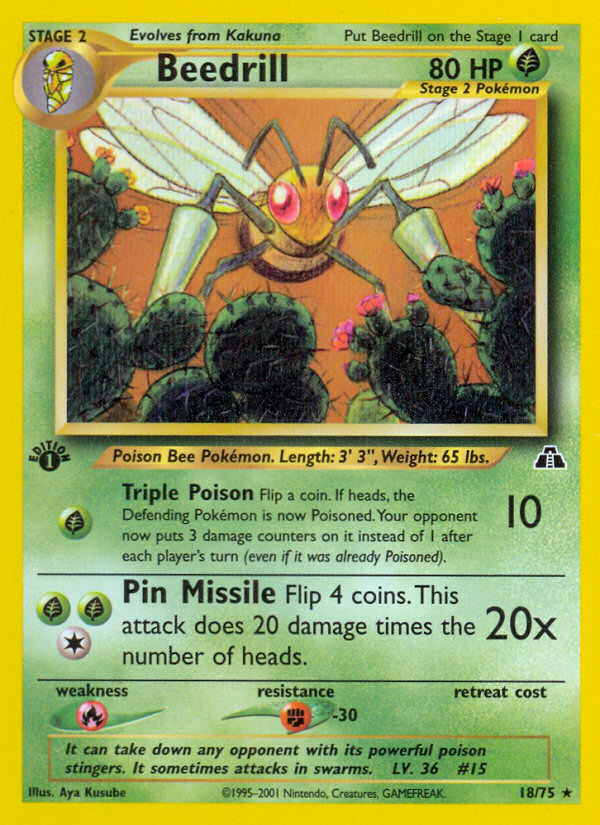 STAGE 2 Evolves from Kakuna Put Beedrill on the Stage 1 card
Beedrill 80 HP
Stage 2 Pokémon
EDITION 1
Poison Bee Pokémon. Length: 3' 3", Weight: 65 lbs.
Triple Poison Flip a coin. If heads, the
Defending Pokémon is now Poisoned. Your opponent
now puts 3 damage counters on it instead of 1 after
each player's turn (even if it was already Poisoned).
10
Pin Missile Flip 4 coins. This
attack does 20 damage times the
number of heads.
20x
weakness resistance retreat cost
-30
It can take down any opponent with its powerful poison
stingers. It sometimes attacks in swarms. LV. 36 #15
Illus. Aya Kusube ©1995-2001 Nintendo, Creatures, GAMEFREAK. 18/75 ★